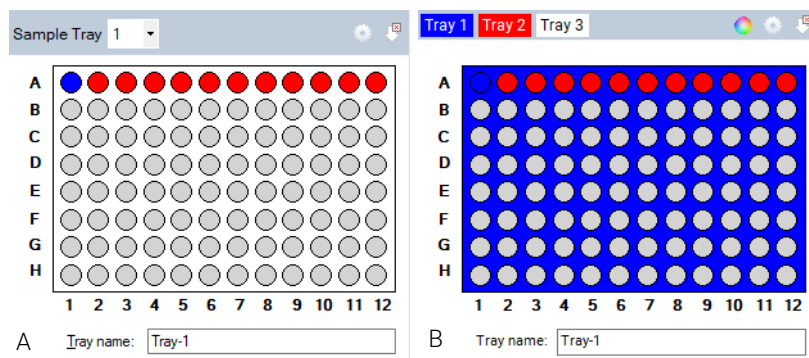 Sample Tray 1
A
B
C
D
E
F
G
H
1 2 3 4 5 6 7 8 9 10 11 12
A Tray name: Tray-1
Tray 1 Tray 2 Tray 3
A
B
C
D
E
F
G
H
1 2 3 4 5 6 7 8 9 10 11 12
B Tray name: Tray-1